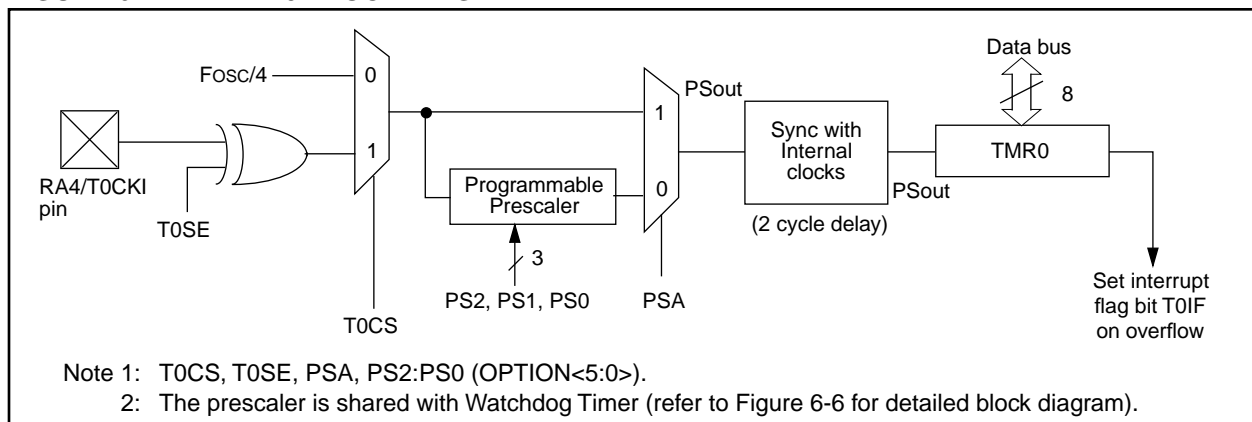 Data bus
8
FOSC/4
0
1
RA4/T0CKI
pin
T0SE
T0CS
Programmable
Prescaler
3
PS2, PS1, PS0
1
0
PSA
PSout
Sync with
Internal
clocks
(2 cycle delay)
PSout
TMR0
Set interrupt
flag bit T0IF
on overflow
Note 1: T0CS, T0SE, PSA, PS2:PS0 (OPTION<5:0>).
2: The prescaler is shared with Watchdog Timer (refer to Figure 6-6 for detailed block diagram).